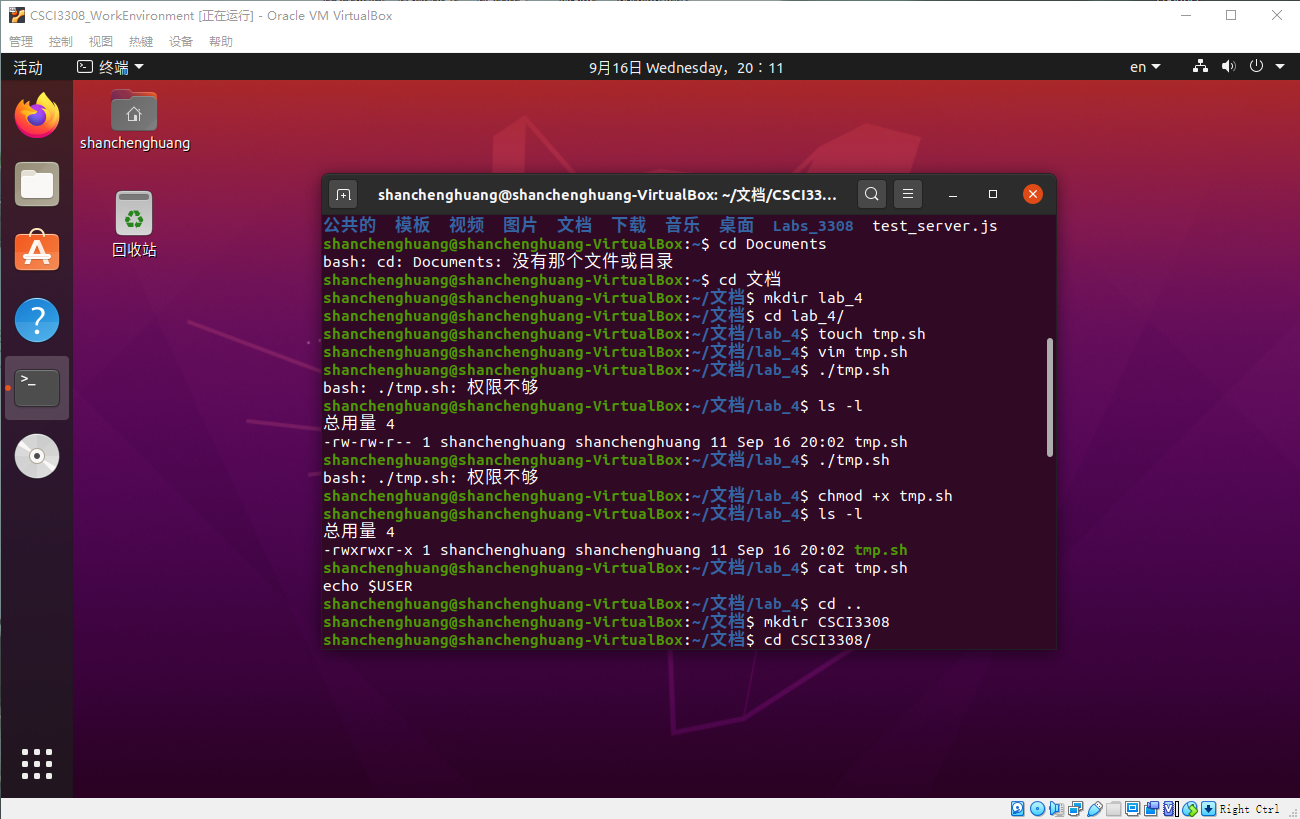 CSCI3308_WorkEnvironment [正在运行] - Oracle VM VirtualBox
管理 控制 视图 热键 设备 帮助
活动 终端 9月16日 Wednesday，20：11 en
shanchenghuang
回收站
shanchenghuang@shanchenghuang-VirtualBox: ~/文档/CSCI33...
公共的 模板 视频 图片 文档 下载 音乐 桌面 Labs_3308 test_server.js
shanchenghuang@shanchenghuang-VirtualBox:~$ cd Documents
bash: cd: Documents: 没有那个文件或目录
shanchenghuang@shanchenghuang-VirtualBox:~$ cd 文档
shanchenghuang@shanchenghuang-VirtualBox:~/文档$ mkdir lab_4
shanchenghuang@shanchenghuang-VirtualBox:~/文档$ cd lab_4/
shanchenghuang@shanchenghuang-VirtualBox:~/文档/lab_4$ touch tmp.sh
shanchenghuang@shanchenghuang-VirtualBox:~/文档/lab_4$ vim tmp.sh
shanchenghuang@shanchenghuang-VirtualBox:~/文档/lab_4$ ./tmp.sh
bash: ./tmp.sh: 权限不够
shanchenghuang@shanchenghuang-VirtualBox:~/文档/lab_4$ ls -l
总用量 4
-rw-rw-r-- 1 shanchenghuang shanchenghuang 11 Sep 16 20:02 tmp.sh
shanchenghuang@shanchenghuang-VirtualBox:~/文档/lab_4$ ./tmp.sh
bash: ./tmp.sh: 权限不够
shanchenghuang@shanchenghuang-VirtualBox:~/文档/lab_4$ chmod +x tmp.sh
shanchenghuang@shanchenghuang-VirtualBox:~/文档/lab_4$ ls -l
总用量 4
-rwxrwxr-x 1 shanchenghuang shanchenghuang 11 Sep 16 20:02 tmp.sh
shanchenghuang@shanchenghuang-VirtualBox:~/文档/lab_4$ cat tmp.sh
echo $USER
shanchenghuang@shanchenghuang-VirtualBox:~/文档/lab_4$ cd ..
shanchenghuang@shanchenghuang-VirtualBox:~/文档$ mkdir CSCI3308
shanchenghuang@shanchenghuang-VirtualBox:~/文档$ cd CSCI3308/
Right Ctrl